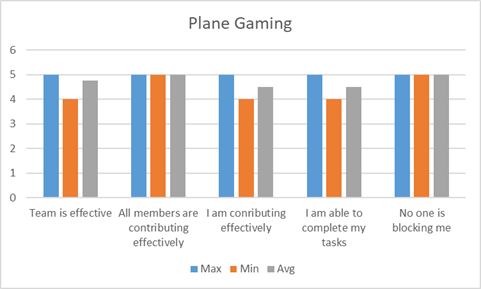 Plane Gaming
6
5
4
3
2
1
0
Team is effective
All members are
contributing
effectively
I am conributing
effectively
I am able to
complete my
tasks
No one is
blocking me
Max
Min
Avg